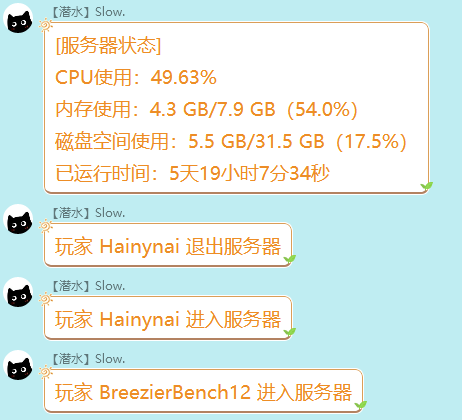 【潜水】Slow.
[服务器状态]
CPU使用：49.63%
内存使用：4.3 GB/7.9 GB（54.0%）
磁盘空间使用：5.5 GB/31.5 GB（17.5%）
已运行时间：5天19小时7分34秒
【潜水】Slow.
玩家 Hainynai 退出服务器
【潜水】Slow.
玩家 Hainynai 进入服务器
【潜水】Slow.
玩家 BreezierBench12 进入服务器